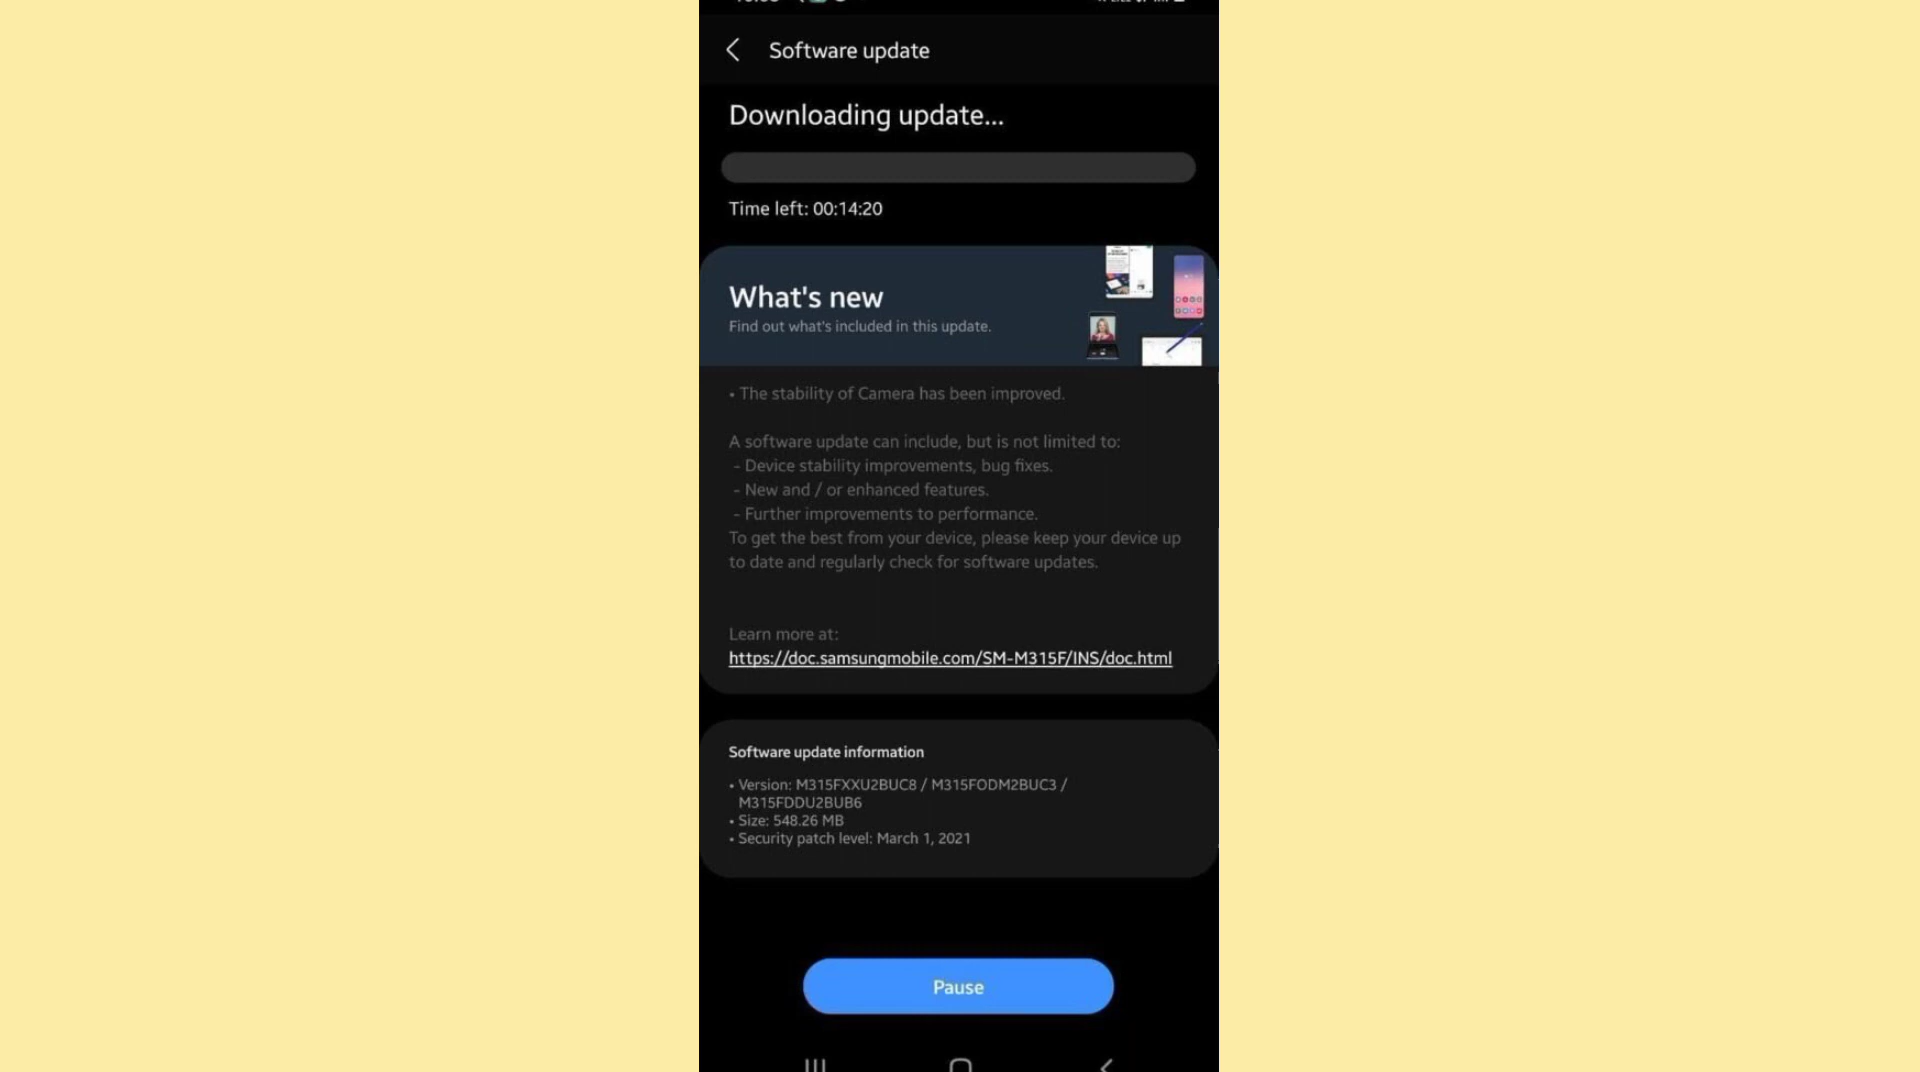 Software update
Downloading update...
Time left: 00:14:20
What's new
Find out what's included in this update.
• The stability of Camera has been improved.
A software update can include, but is not limited to:
- Device stability improvements, bug fixes.
- New and / or enhanced features.
- Further improvements to performance.
To get the best from your device, please keep your device up
to date and regularly check for software updates.
Learn more at:
https://doc.samsungmobile.com/SM-M315F/INS/doc.html
Software update information
• Version: M315FXXU2BUC8 / M315FODM2BUC3 /
M315FDDU2BUB6
• Size: 548.26 MB
• Security patch level: March 1, 2021
Pause